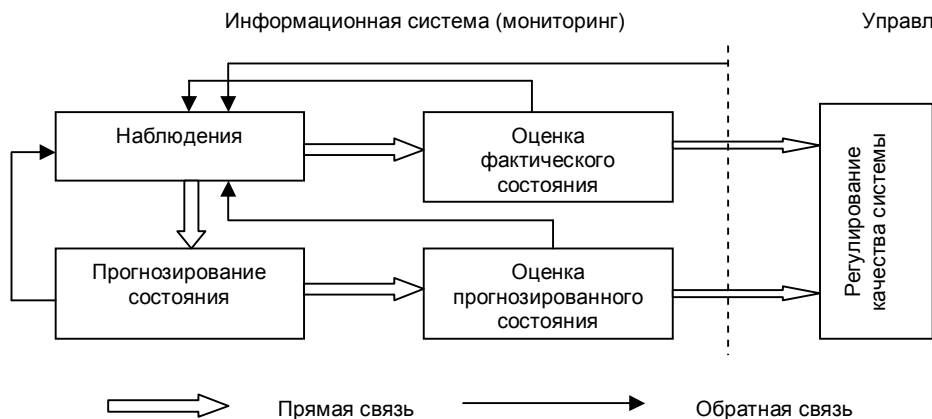 Информационная система (мониторинг)
Управл
Наблюдения
Оценка
фактического
состояния
Прогнозирование
состояния
Оценка
прогнозированного
состояния
Регулирование
качества системы
Прямая связь
Обратная связь